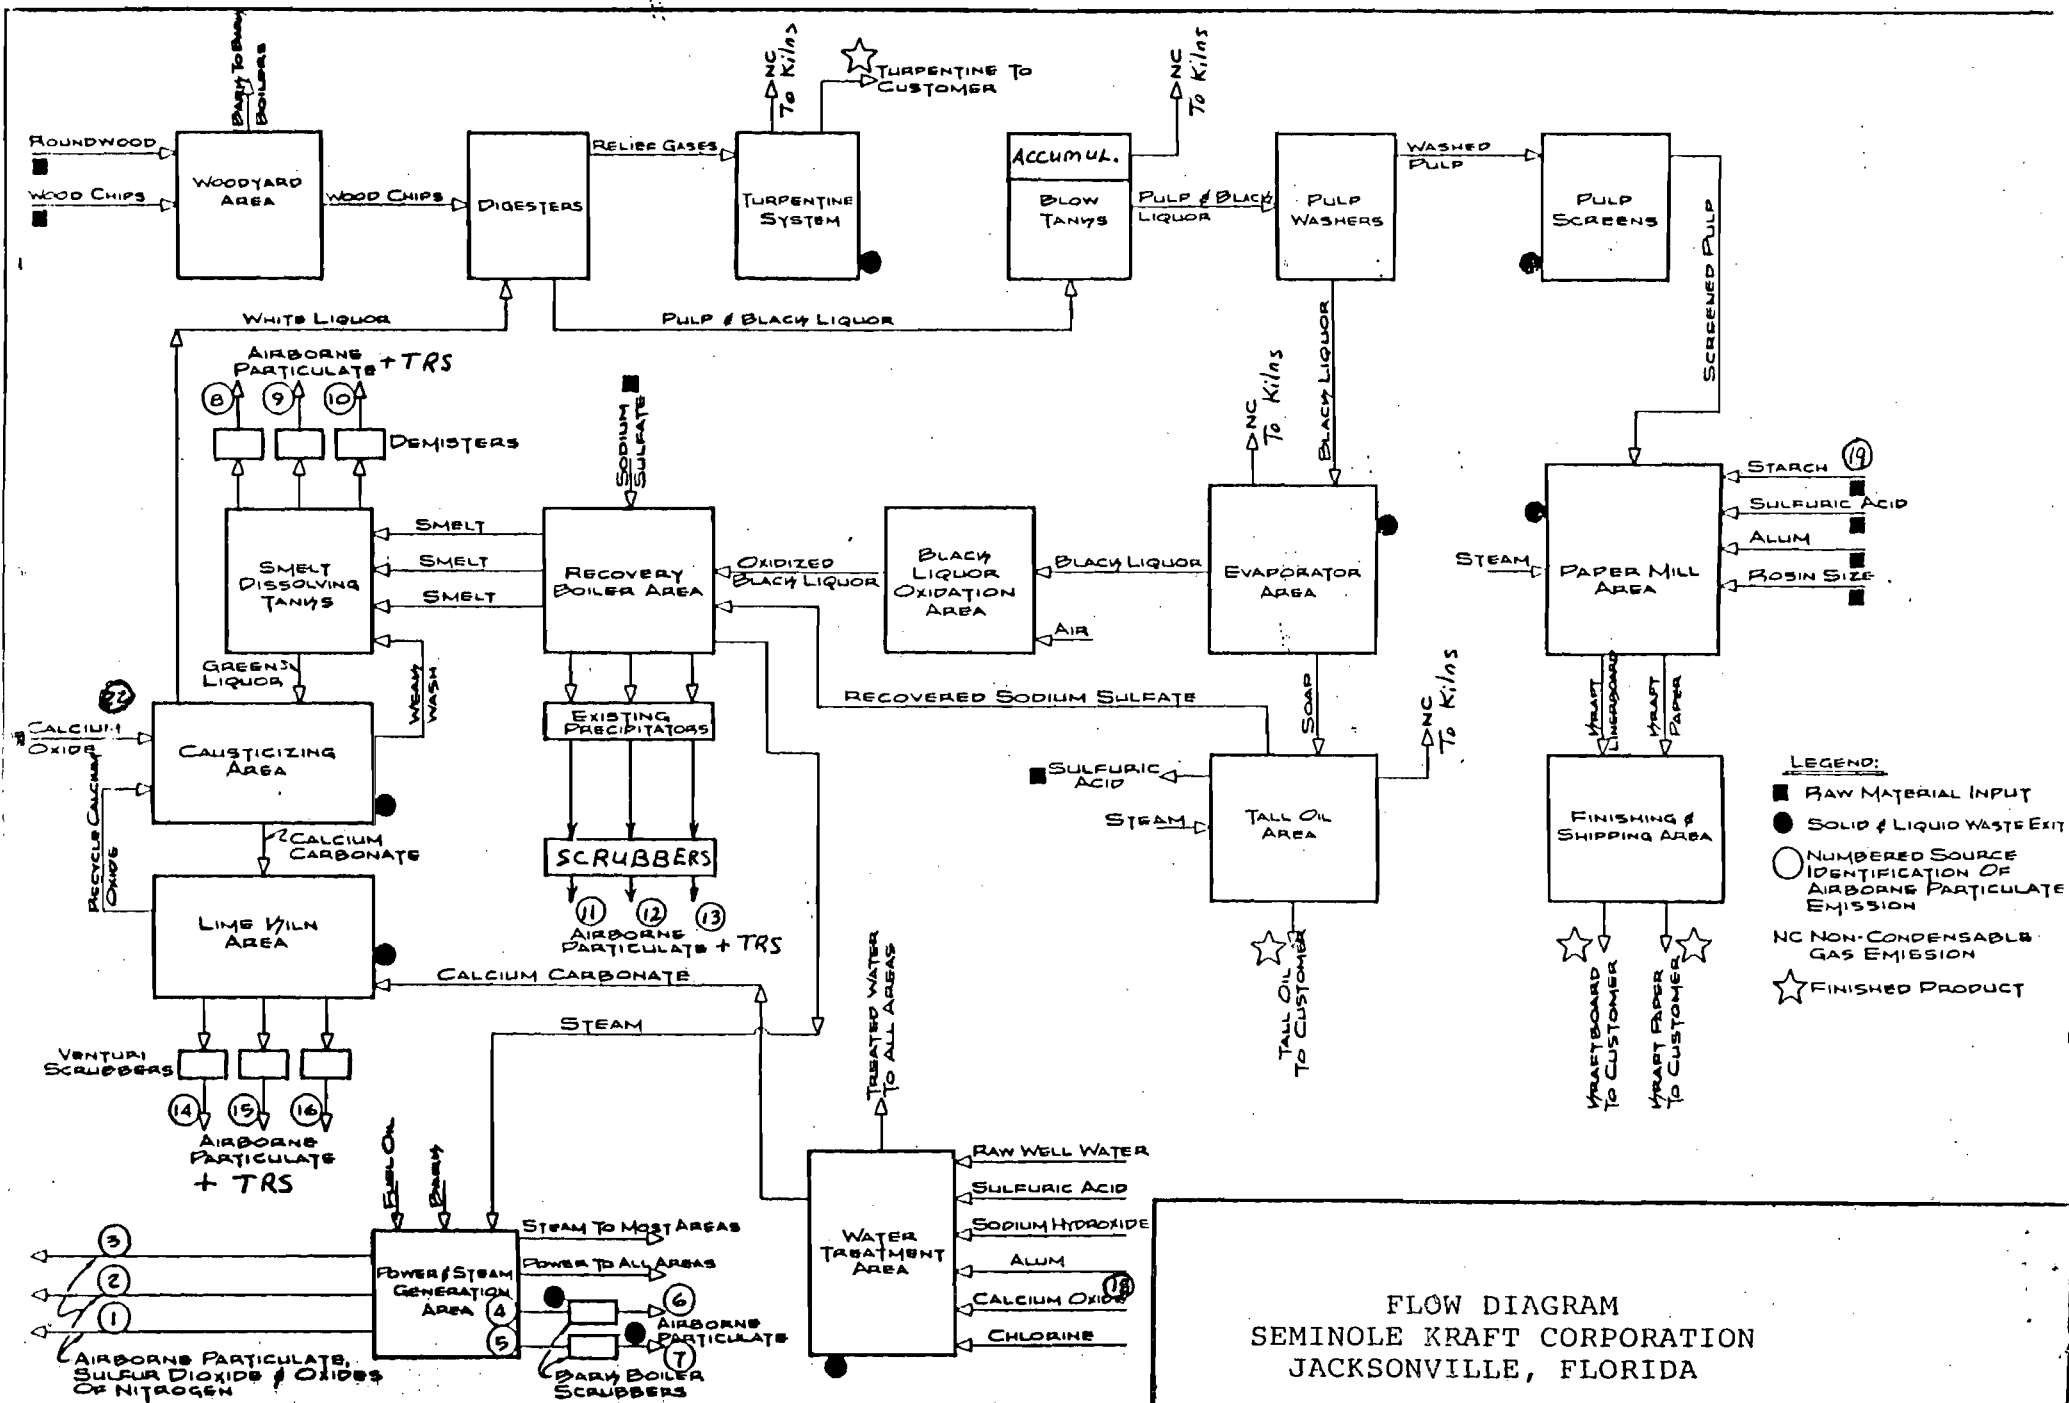 BARK TO BARK
BOILERS
NC
To Kilns
TURPENTINE TO
CUSTOMER
NC
To Kilns
ROUNDWOOD
WOOD CHIPS
WOODYARD
AREA
WOOD CHIPS
DIGESTERS
RELIEF GASES
TURPENTINE
SYSTEM
ACCUMUL.
BLOW
TANKS
PULP & BLACK
LIQUOR
PULP
WASHERS
WASHED
PULP
PULP
SCREENS
SCREENED PULP
WHITE LIQUOR
PULP & BLACK LIQUOR
BLACK LIQUOR
AIRBORNE
PARTICULATE + TRS
8
9
10
DEMISTERS
SODIUM
SULFATE
NC
To Kilns
SMELT
DISSOLVING
TANKS
SMELT
SMELT
SMELT
RECOVERY
BOILER AREA
OXIDIZED
BLACK LIQUOR
BLACK
LIQUOR
OXIDATION
AREA
AIR
BLACK LIQUOR
EVAPORATOR
AREA
STEAM
PAPER MILL
AREA
STARCH
19
SULFURIC ACID
ALUM
ROSIN SIZE
GREEN
LIQUOR
WEAK
WASH
22
CALCIUM
OXIDE
CAUSTICIZING
AREA
RECYCLE CALCIUM
OXIDE
CALCIUM
CARBONATE
EXISTING
PRECIPITATORS
SCRUBBERS
11
12
13
AIRBORNE
PARTICULATE + TRS
RECOVERED SODIUM SULFATE
SOAP
NC
To Kilns
SULFURIC
ACID
STEAM
TALL OIL
AREA
TALL OIL
TO CUSTOMER
KRAFT
LINERBOARD
KRAFT
PAPER
FINISHING &
SHIPPING AREA
KRAFTBOARD
TO CUSTOMER
KRAFT PAPER
TO CUSTOMER
LEGEND:
RAW MATERIAL INPUT
SOLID & LIQUID WASTE EXIT
NUMBERED SOURCE
IDENTIFICATION OF
AIRBORNE PARTICULATE
EMISSION
NC NON-CONDENSABLE
GAS EMISSION
FINISHED PRODUCT
LIME KILN
AREA
CALCIUM CARBONATE
STEAM
VENTURI
SCRUBBERS
14
15
16
AIRBORNE
PARTICULATE
+ TRS
FUEL OIL
BARK
TREATED WATER
TO ALL AREAS
3
2
1
AIRBORNE PARTICULATE,
SULFUR DIOXIDE & OXIDES
OF NITROGEN
POWER & STEAM
GENERATION
AREA
STEAM TO MOST AREAS
POWER TO ALL AREAS
4
5
6
AIRBORNE
PARTICULATE
7
BARK BOILER
SCRUBBERS
WATER
TREATMENT
AREA
RAW WELL WATER
SULFURIC ACID
SODIUM HYDROXIDE
ALUM
18
CALCIUM OXIDE
CHLORINE
FLOW DIAGRAM
SEMINOLE KRAFT CORPORATION
JACKSONVILLE, FLORIDA